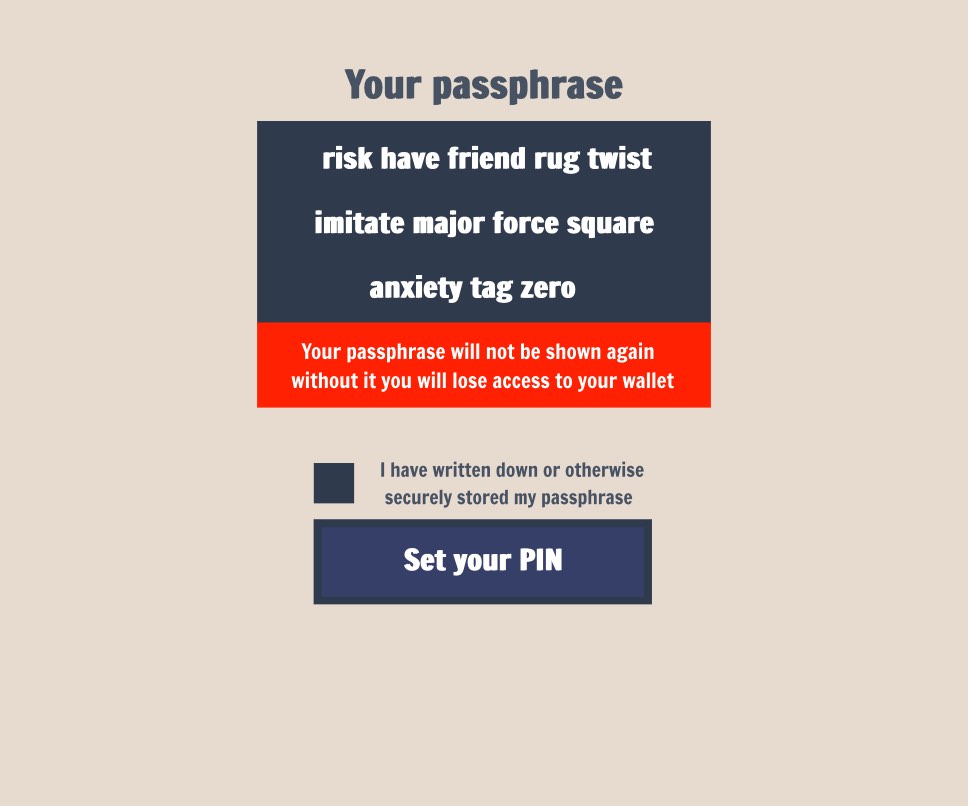 Your passphrase
risk have friend rug twist
imitate major force square
anxiety tag zero
Your passphrase will not be shown again
without it you will lose access to your wallet
I have written down or otherwise
securely stored my passphrase
Set your PIN